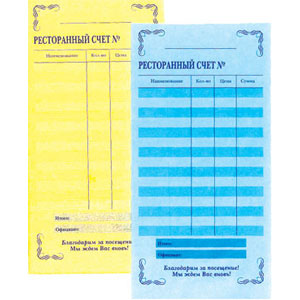 РЕСТОРАННЫЙ СЧЕТ №
Наименование Кол-во Цена
Итого:
Официант:
Благодарим за посещение!
Мы ждем Вас вновь!
РЕСТОРАННЫЙ СЧЕТ №
Наименование Кол-во Цена Сумма
Итого:
Официант:
Благодарим за посещение!
Мы ждем Вас вновь!